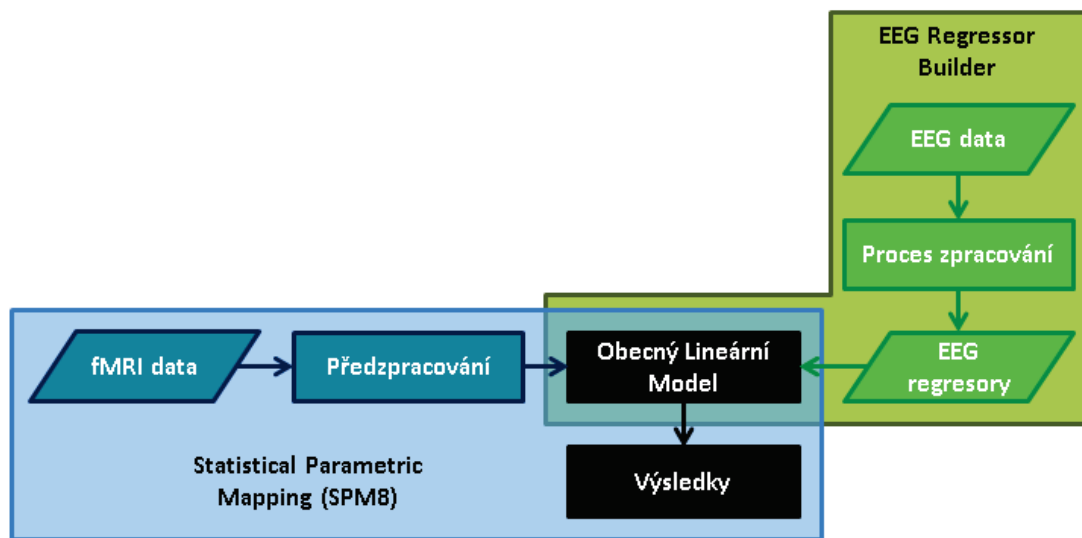 EEG Regressor
Builder
EEG data
Proces zpracování
fMRI data
Předzpracování
Obecný Lineární
Model
EEG
regresory
Statistical Parametric
Mapping (SPM8)
Výsledky